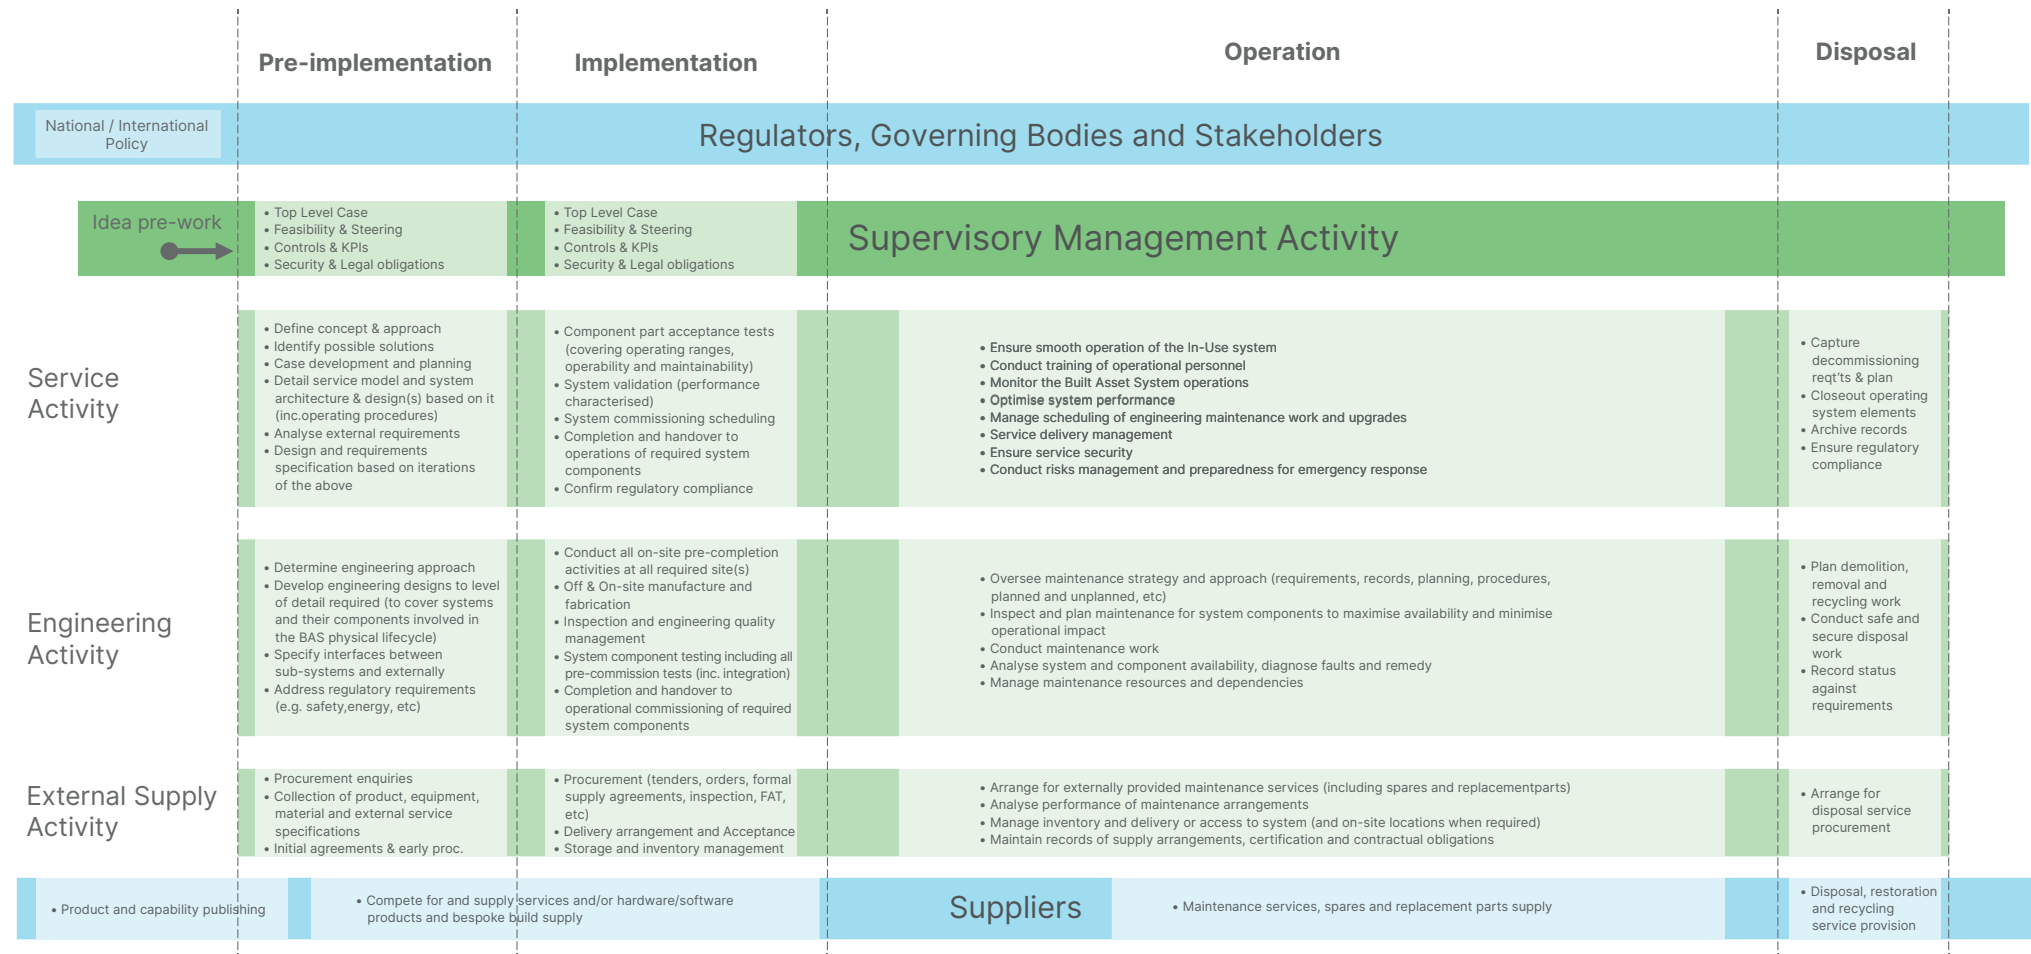 Pre-implementation
Implementation
Operation
Disposal
National / International
Policy
Regulators, Governing Bodies and Stakeholders
Idea pre-work
• Top Level Case
• Feasibility & Steering
• Controls & KPIs
• Security & Legal obligations
• Top Level Case
• Feasibility & Steering
• Controls & KPIs
• Security & Legal obligations
Supervisory Management Activity
Service
Activity
• Define concept & approach
• Identify possible solutions
• Case development and planning
• Detail service model and system
architecture & design(s) based on it
(inc.operating procedures)
• Analyse external requirements
• Design and requirements
specification based on iterations
of the above
• Component part acceptance tests
(covering operating ranges,
operability and maintainability)
• System validation (performance
characterised)
• System commissioning scheduling
• Completion and handover to
operations of required system
components
• Confirm regulatory compliance
• Ensure smooth operation of the In-Use system
• Conduct training of operational personnel
• Monitor the Built Asset System operations
• Optimise system performance
• Manage scheduling of engineering maintenance work and upgrades
• Service delivery management
• Ensure service security
• Conduct risks management and preparedness for emergency response
• Capture
decommissioning
reqt'ts & plan
• Closeout operating
system elements
• Archive records
• Ensure regulatory
compliance
Engineering
Activity
• Determine engineering approach
• Develop engineering designs to level
of detail required (to cover systems
and their components involved in
the BAS physical lifecycle)
• Specify interfaces between
sub-systems and externally
• Address regulatory requirements
(e.g. safety,energy, etc)
• Conduct all on-site pre-completion
activities at all required site(s)
• Off & On-site manufacture and
fabrication
• Inspection and engineering quality
management
• System component testing including all
pre-commission tests (inc. integration)
• Completion and handover to
operational commissioning of required
system components
• Oversee maintenance strategy and approach (requirements, records, planning, procedures,
planned and unplanned, etc)
• Inspect and plan maintenance for system components to maximise availability and minimise
operational impact
• Conduct maintenance work
• Analyse system and component availability, diagnose faults and remedy
• Manage maintenance resources and dependencies
• Plan demolition,
removal and
recycling work
• Conduct safe and
secure disposal
work
• Record status
against
requirements
External Supply
Activity
• Procurement enquiries
• Collection of product, equipment,
material and external service
specifications
• Initial agreements & early proc.
• Procurement (tenders, orders, formal
supply agreements, inspection, FAT,
etc)
• Delivery arrangement and Acceptance
• Storage and inventory management
• Arrange for externally provided maintenance services (including spares and replacementparts)
• Analyse performance of maintenance arrangements
• Manage inventory and delivery or access to system (and on-site locations when required)
• Maintain records of supply arrangements, certification and contractual obligations
• Arrange for
disposal service
procurement
• Product and capability publishing
• Compete for and supply services and/or hardware/software
products and bespoke build supply
Suppliers
• Maintenance services, spares and replacement parts supply
• Disposal, restoration
and recycling
service provision